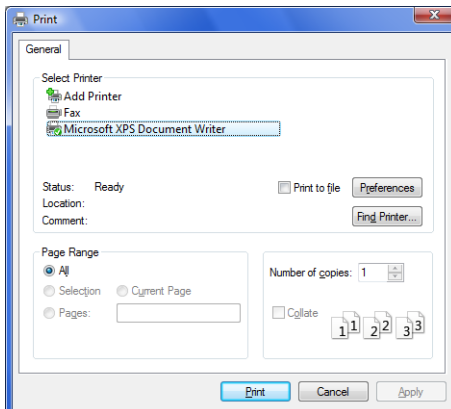 Print
General
Select Printer
Add Printer
Fax
Microsoft XPS Document Writer
Status: Ready
Print to file
Preferences
Location:
Comment:
Find Printer...
Page Range
All
Selection
Current Page
Pages:
Number of copies: 1
Collate
1 1 2 2 3 3
Print
Cancel
Apply